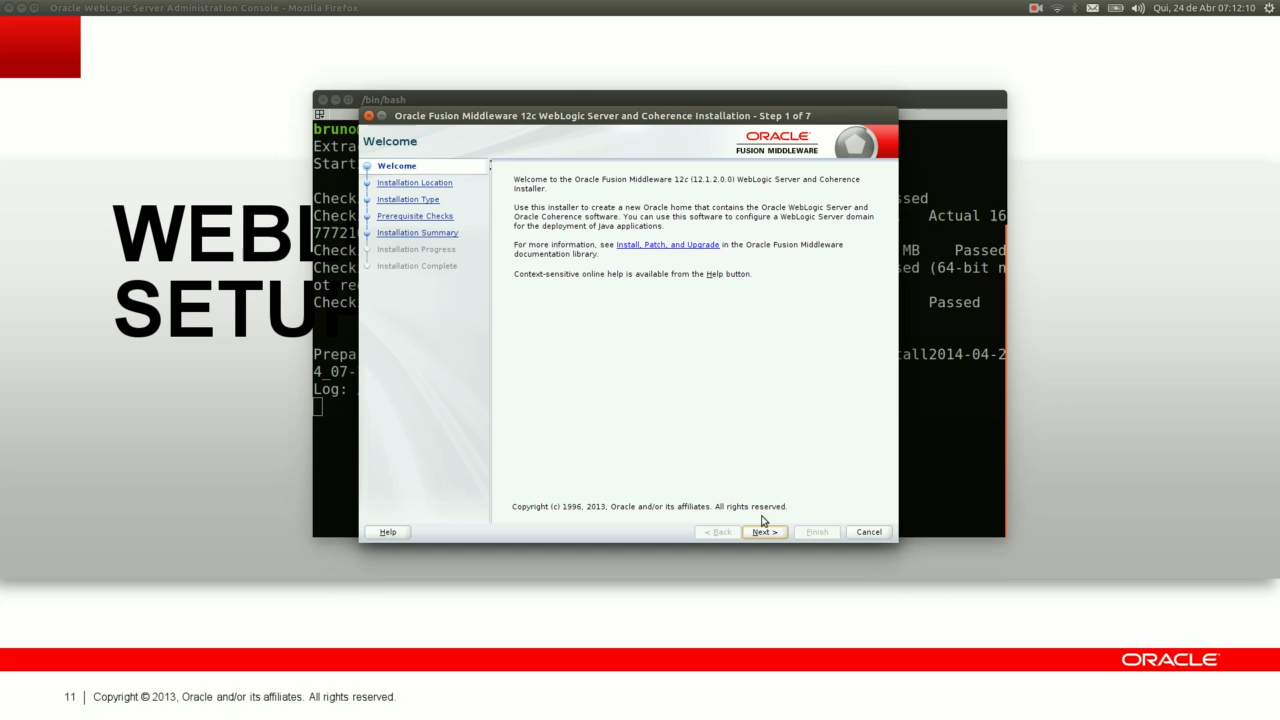 Oracle WebLogic Server Administration Console - Mozilla Firefox
Qui, 24 de Abr 07:12:10
/bin/bash
Oracle Fusion Middleware 12c WebLogic Server and Coherence Installation - Step 1 of 7
Welcome
ORACLE
FUSION MIDDLEWARE
Welcome
Installation Location
Installation Type
Prerequisite Checks
Installation Summary
Installation Progress
Installation Complete
Welcome to the Oracle Fusion Middleware 12c (12.1.2.0.0) WebLogic Server and Coherence
Installer.
Use this installer to create a new Oracle home that contains the Oracle WebLogic Server and
Oracle Coherence software. You can use this software to configure a WebLogic Server domain
for the deployment of Java applications.
For more information, see Install, Patch, and Upgrade in the Oracle Fusion Middleware
documentation library.
Context-sensitive online help is available from the Help button.
Copyright (c) 1996, 2013, Oracle and/or its affiliates. All rights reserved.
Help
< Back
Next >
Finish
Cancel
bruno
Extra
Start
Check
ssed
Check
Actual 16
77721
Check
MB Passed
Check
sed (64-bit n
ot re
Check
Passed
Prepa
tall2014-04-2
4_07-
Log:
WEBL
SETU
ORACLE
11 | Copyright © 2013, Oracle and/or its affiliates. All rights reserved.